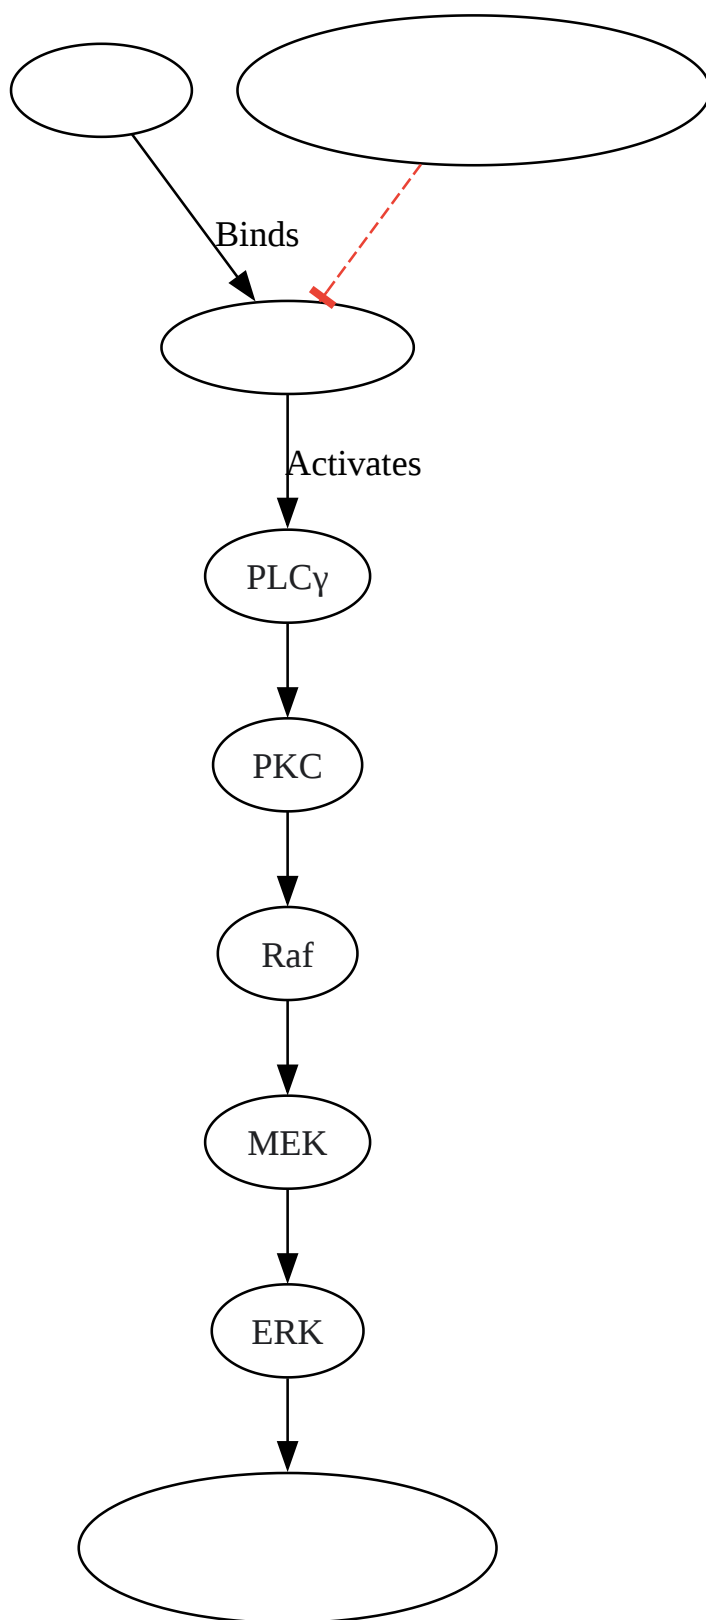 Binds
Activates
PLCγ
PKC
Raf
MEK
ERK